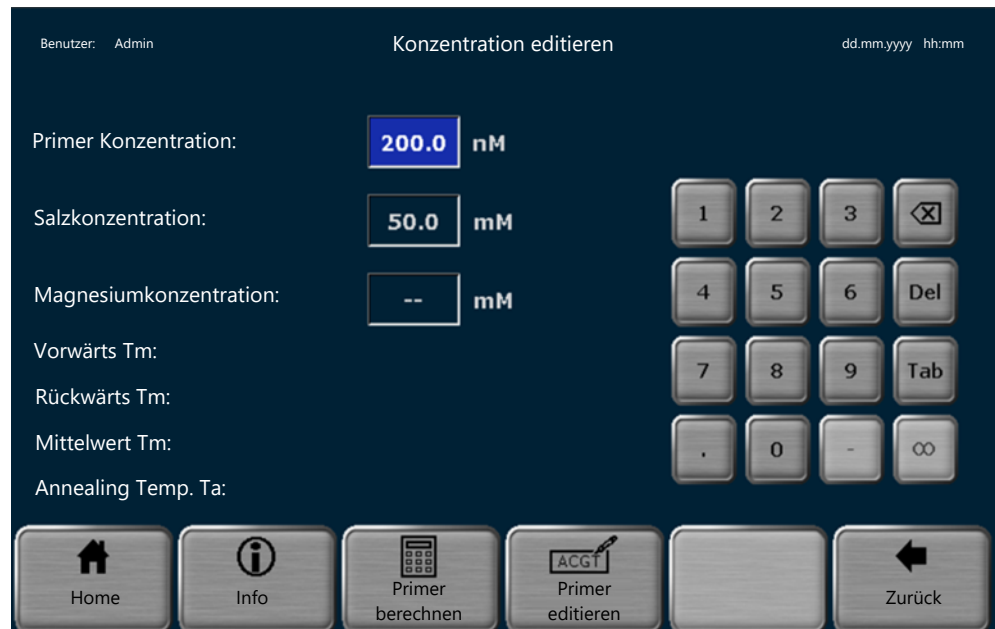 Benutzer: Admin
Konzentration editieren
dd.mm.yyyy hh:mm
Primer Konzentration: 200.0 nM
Salzkonzentration: 50.0 mM
Magnesiumkonzentration: -- mM
Vorwärts Tm:
Rückwärts Tm:
Mittelwert Tm:
Annealing Temp. Ta:
1 2 3
4 5 6 Del
7 8 9 Tab
. 0 - ∞
Home
Info
Primer
berechnen
ACGT
Primer
editieren
Zurück